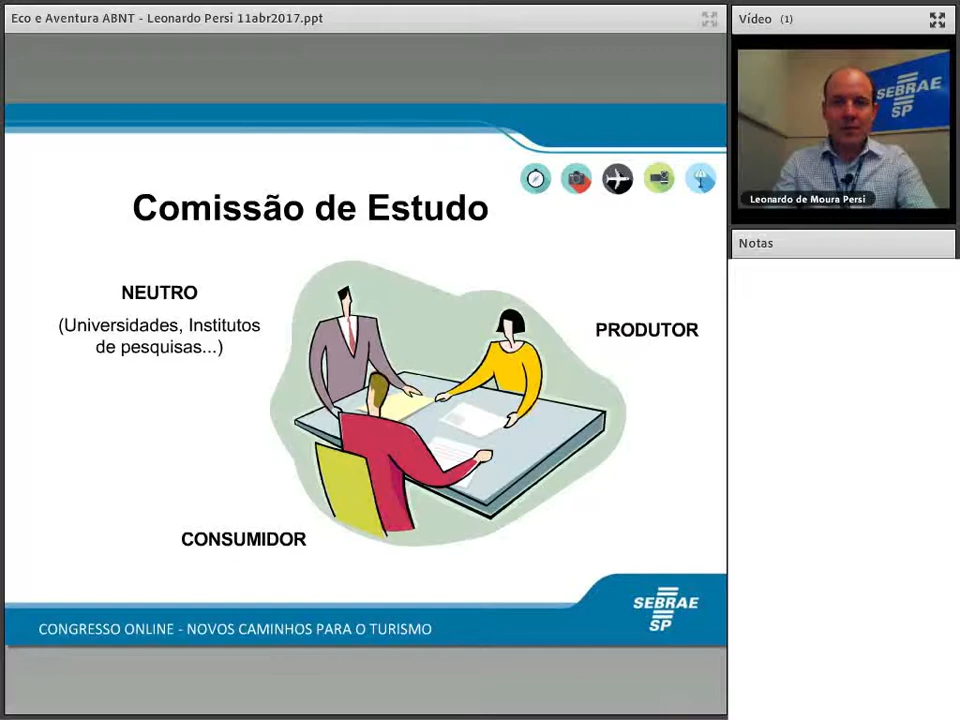 Eco e Aventura ABNT - Leonardo Persi 11abr2017.ppt
Vídeo (1)
SEBRAE
SP
Leonardo de Moura Persi
Notas
Comissão de Estudo
NEUTRO
(Universidades, Institutos
de pesquisas...)
PRODUTOR
CONSUMIDOR
CONGRESSO ONLINE - NOVOS CAMINHOS PARA O TURISMO
SEBRAE
SP